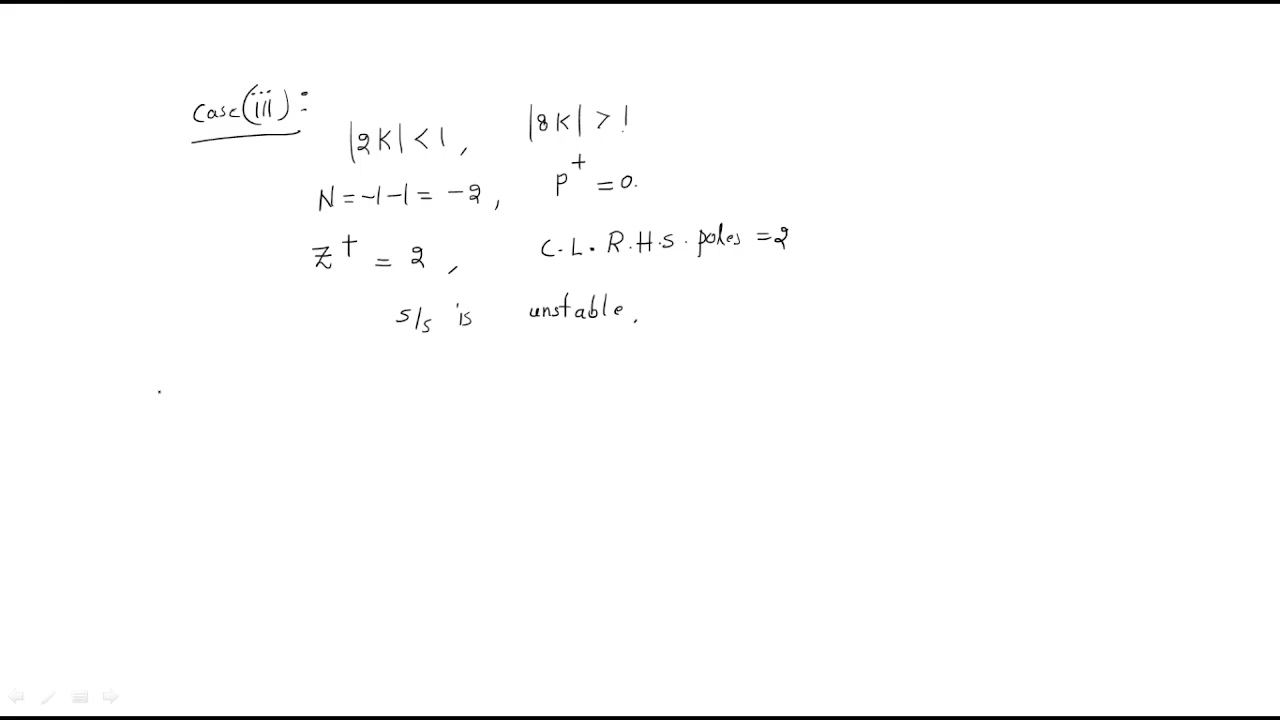 Case(iii):
|2K| < 1, |8K| > 1
N = -1 -1 = -2, P⁺ = 0.
Z⁺ = 2, C.L. R.H.S. poles = 2
s/s is unstable.